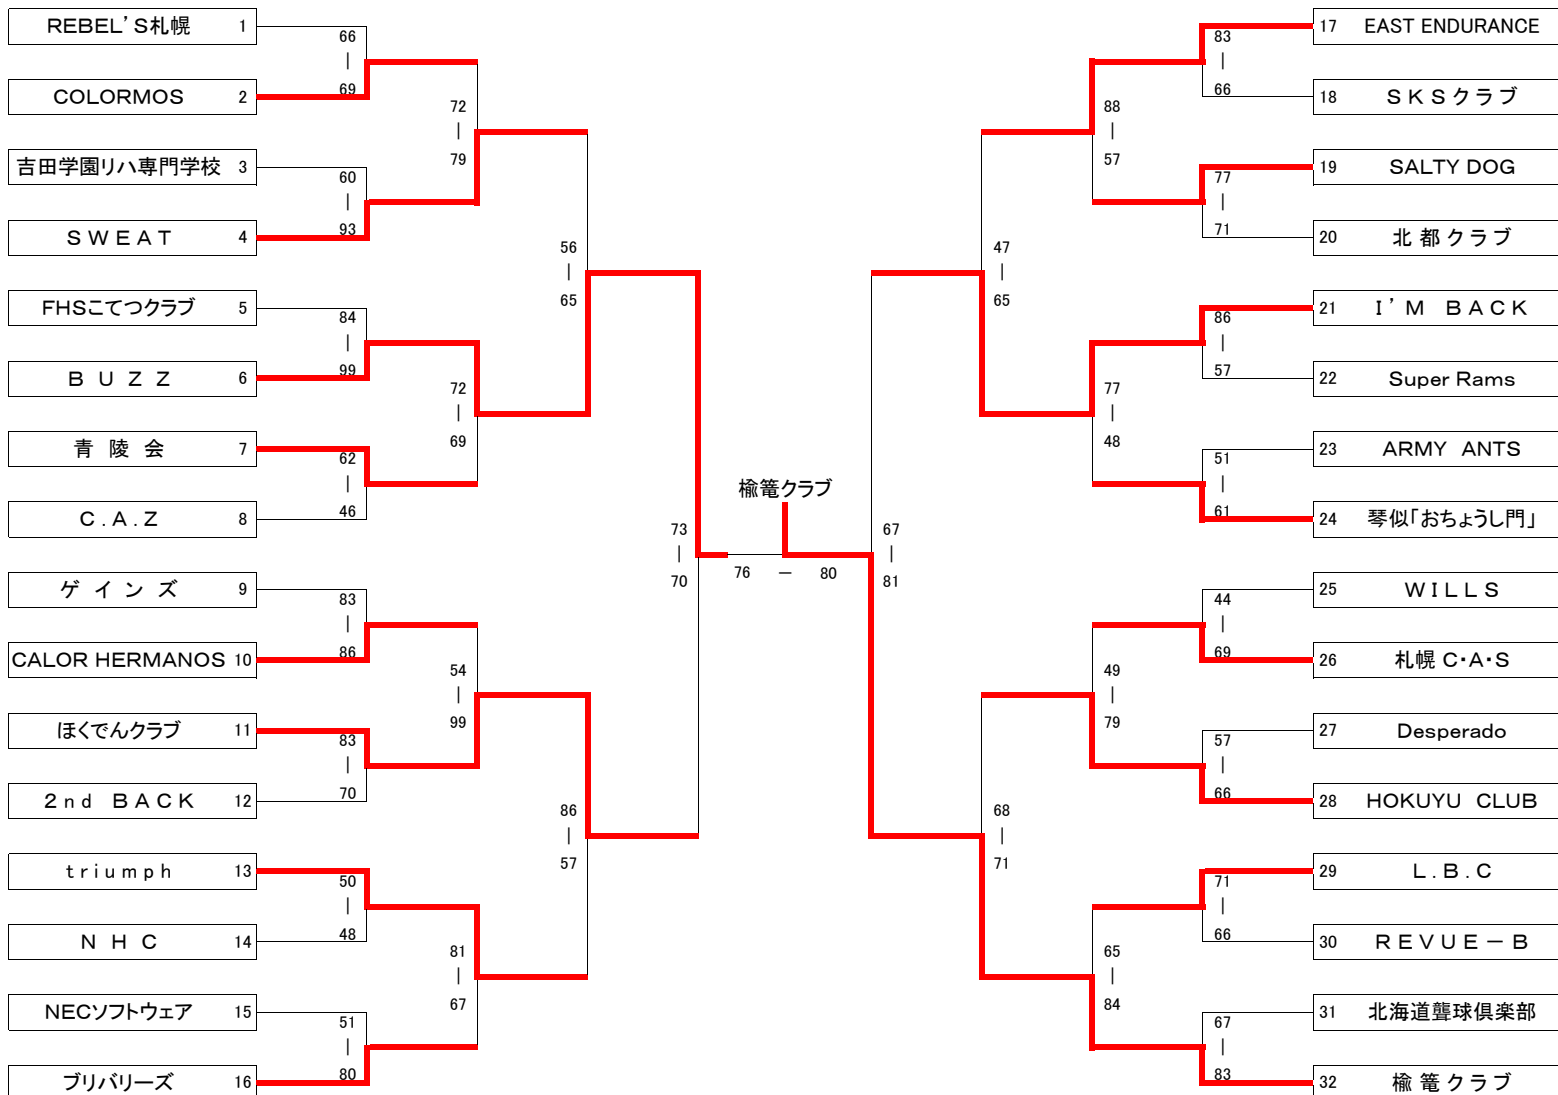 REBEL'S札幌 1
66
|
69
COLORMOS 2
72
|
79
吉田学園リハ専門学校 3
60
|
93
SWEAT 4
56
|
65
FHSこてつクラブ 5
84
|
99
BUZZ 6
72
|
69
青陵会 7
62
|
46
C.A.Z 8
73
|
70
ゲインズ 9
83
|
86
CALOR HERMANOS 10
54
|
99
ほくでんクラブ 11
83
|
70
2nd BACK 12
86
|
57
triumph 13
50
|
48
NHC 14
81
|
67
NECソフトウェア 15
51
|
80
ブリバリーズ 16
楡篭クラブ
76 － 80
17 EAST ENDURANCE
83
|
66
18 SKSクラブ
88
|
57
19 SALTY DOG
77
|
71
20 北都クラブ
47
|
65
21 I'M BACK
86
|
57
22 Super Rams
77
|
48
23 ARMY ANTS
51
|
61
24 琴似「おちょうし門」
67
|
81
25 WILLS
44
|
69
26 札幌 C・A・S
49
|
79
27 Desperado
57
|
66
28 HOKUYU CLUB
68
|
71
29 L.B.C
71
|
66
30 REVUE－B
65
|
84
31 北海道聾球倶楽部
67
|
83
32 楡篭クラブ